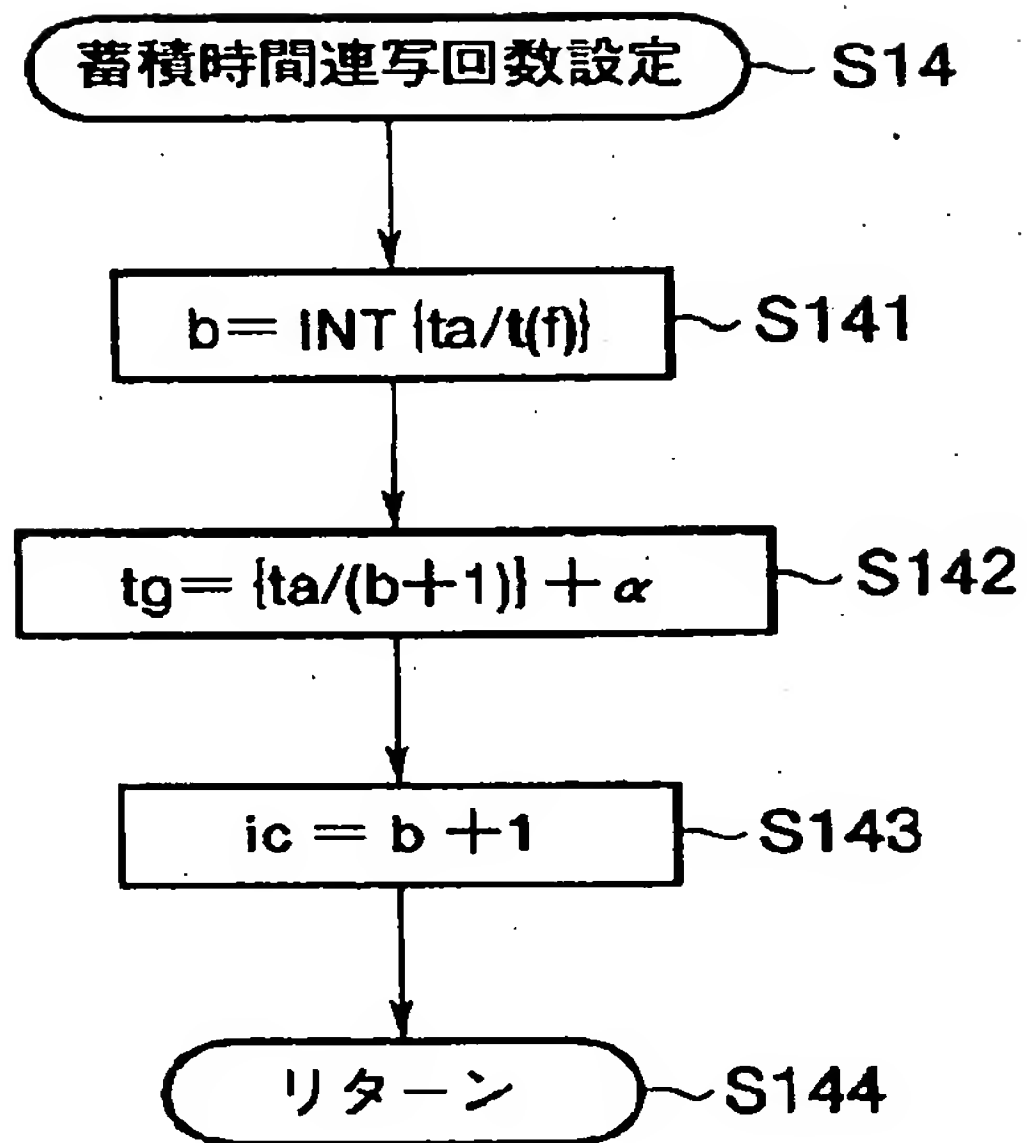 蓄積時間連写回数設定 S14
b=INT{ta/t(f)} S141
tg={ta/(b+1)}+α S142
ic=b+1 S143
リターン S144